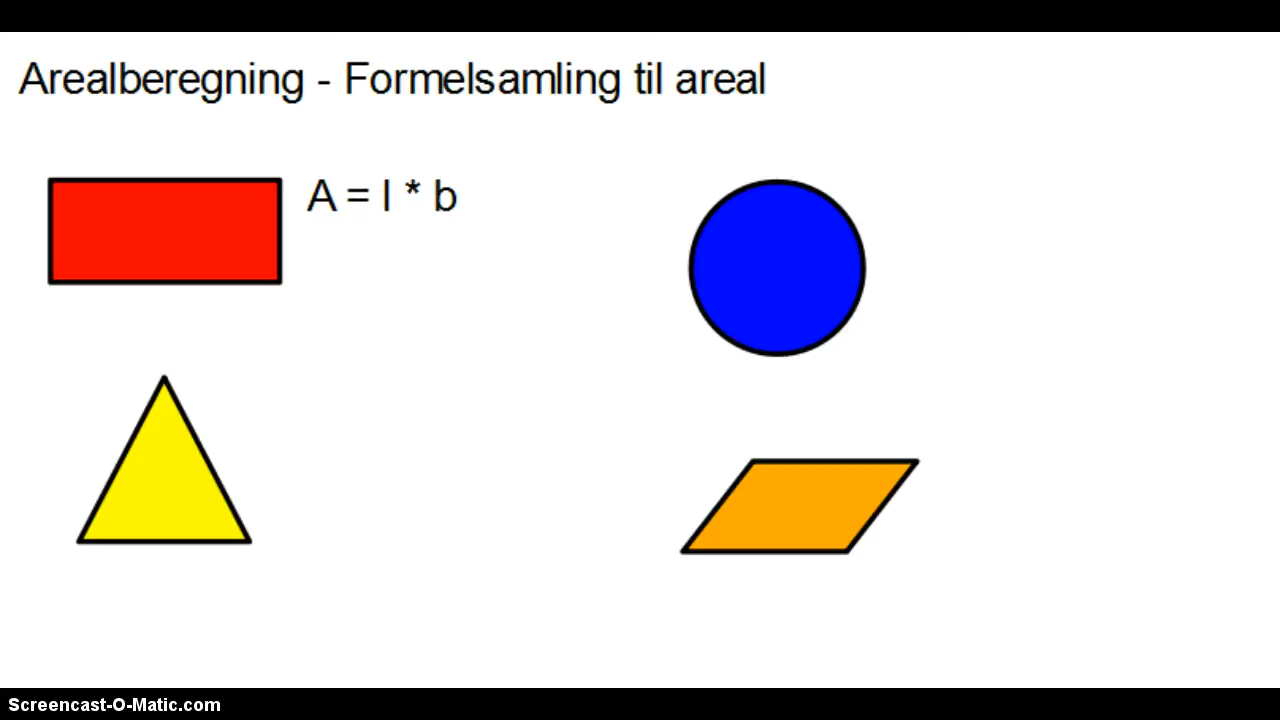 Arealberegning - Formelsamling til areal
A = l * b
Screencast-O-Matic.com